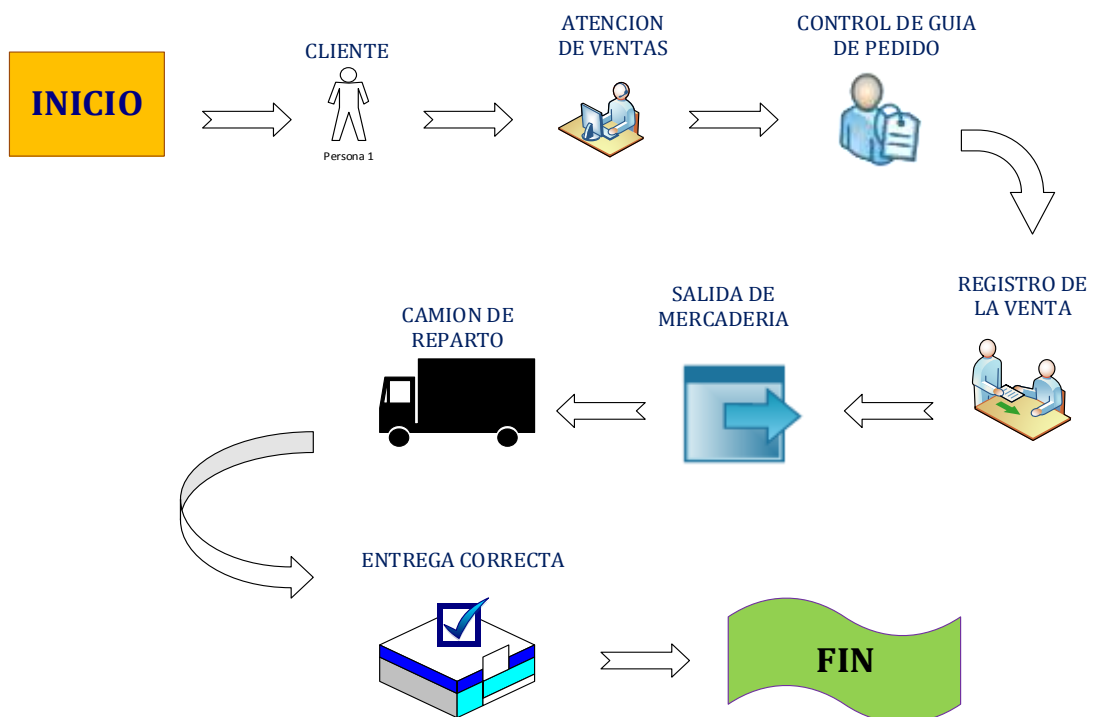 INICIO
CLIENTE
Persona 1
ATENCION
DE VENTAS
CONTROL DE GUIA
DE PEDIDO
REGISTRO DE
LA VENTA
SALIDA DE
MERCADERIA
CAMION DE
REPARTO
ENTREGA CORRECTA
FIN